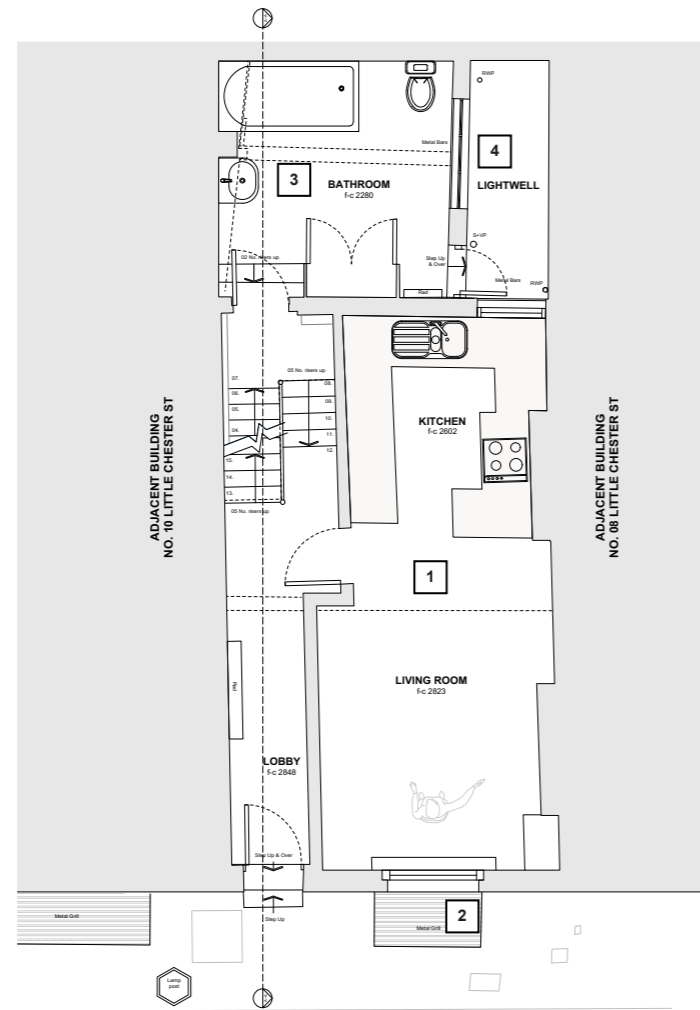 RWP
Metal Bars
4
LIGHTWELL
3
BATHROOM
f-c 2280
S+VP
02 No. risers up
Step Up
& Over
Metal Bars
RWP
Rad
05 No. risers up
07.
06.
05.
04.
08.
09.
10.
11.
12.
15.
14.
13.
05 No. risers up
KITCHEN
f-c 2602
ADJACENT BUILDING
NO. 10 LITTLE CHESTER ST
ADJACENT BUILDING
NO. 08 LITTLE CHESTER ST
1
LIVING ROOM
f-c 2823
Rad
LOBBY
f-c 2848
Step Up & Over
Step Up
Metal Grill
Metal Grill
2
Lamp
post